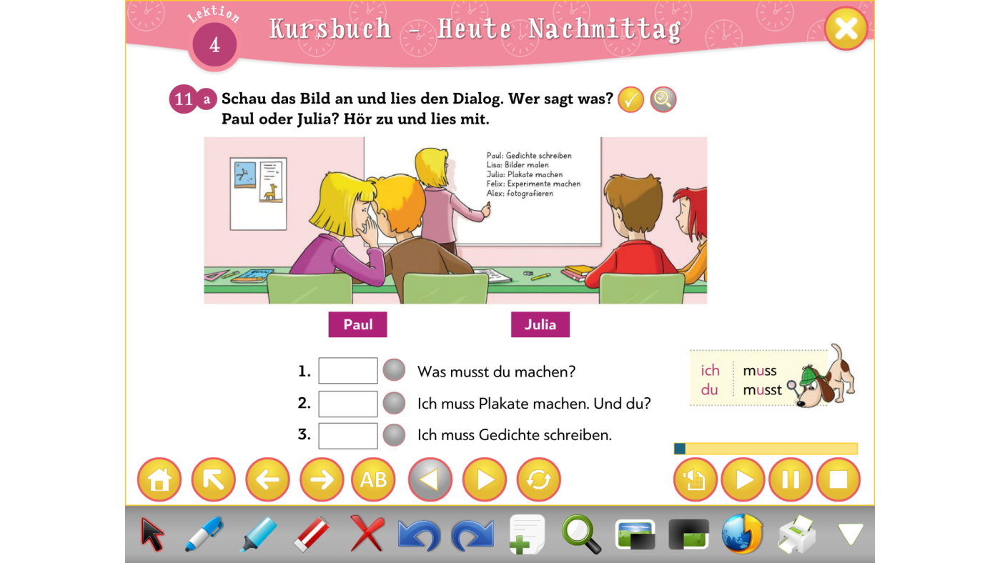 Lektion
4
Kursbuch - Heute Nachmittag
11 a Schau das Bild an und lies den Dialog. Wer sagt was?
Paul oder Julia? Hör zu und lies mit.
Paul: Gedichte schreiben
Lisa: Bilder malen
Julia: Plakate machen
Felix: Experimente machen
Alex: fotografieren
Paul Julia
1. Was musst du machen?
2. Ich muss Plakate machen. Und du?
3. Ich muss Gedichte schreiben.
ich muss
du musst
AB